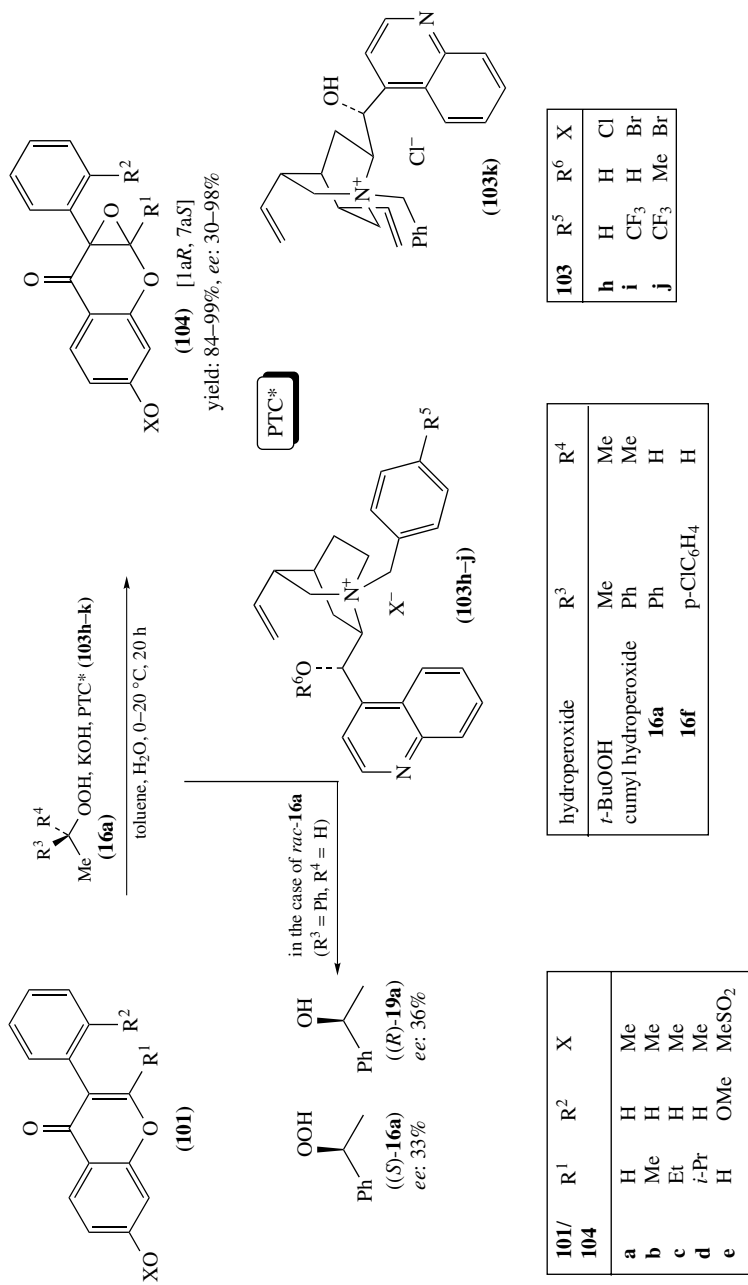 XO
O
O
R¹
R²
(101)
R³ R⁴
Me
OOH, KOH, PTC* (103h–k)
(16a)
toluene, H₂O, 0–20 °C, 20 h
XO
O
O
O
R¹
R²
(104) [1aR, 7aS]
yield: 84–99%, ee: 30–98%
in the case of rac-16a
(R³ = Ph, R⁴ = H)
OOH
Ph
((S)-16a)
ee: 33%
OH
Ph
((R)-19a)
ee: 36%
PTC*
R⁶O
N
N⁺
X⁻
R⁵
(103h–j)
OH
N
N⁺
Ph
Cl⁻
(103k)
101/104 R¹ R² X
a H H Me
b Me H Me
c Et H Me
d i-Pr H Me
e H OMe MeSO2
hydroperoxide R³ R⁴
t-BuOOH Me Me
cumyl hydroperoxide Ph Me
16a Ph H
16f p-ClC6H4 H
103 R⁵ R⁶ X
h H H Cl
i CF₃ H Br
j CF₃ Me Br